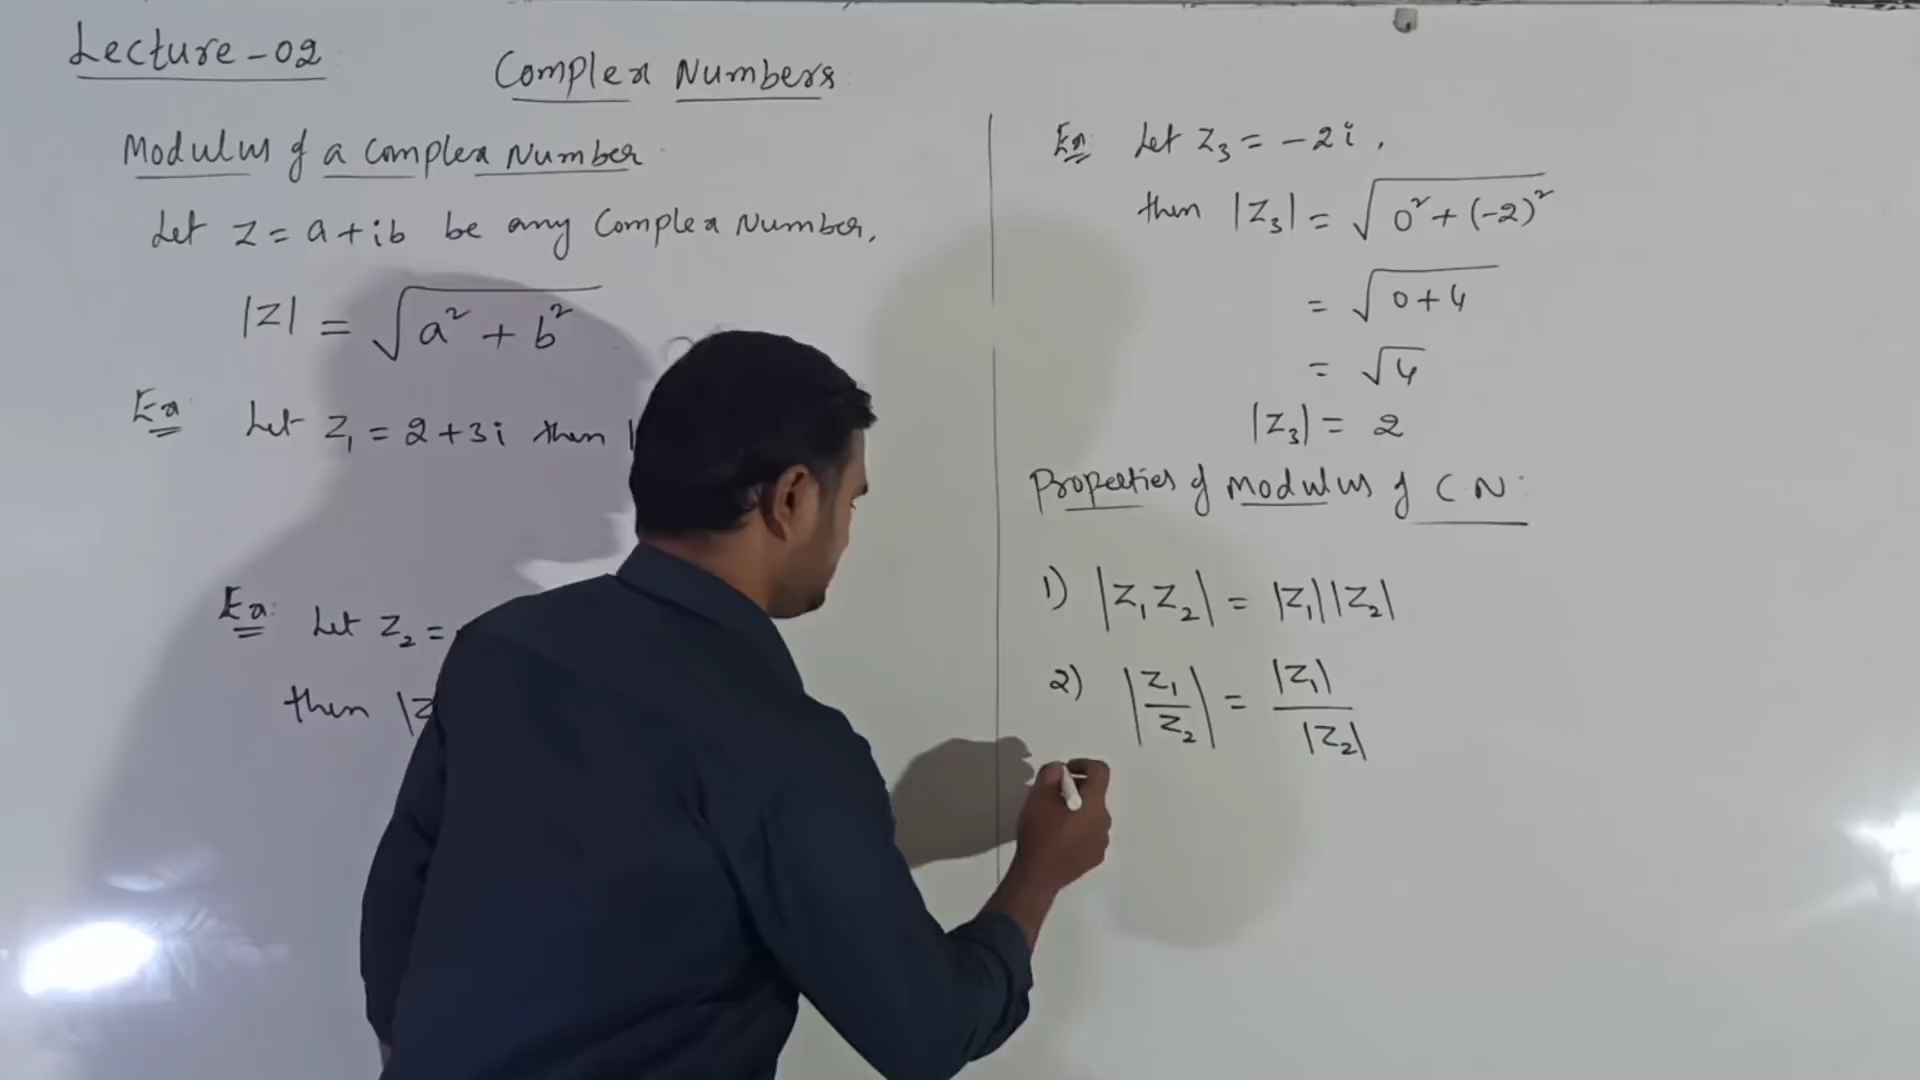 Lecture-02
Complex Numbers
Modulus of a Complex Number:
Let z = a+ib be any Complex Number,
|z| = √(a² + b²)
Ex: Let z₁ = 2+3i then |
Ex: Let z₂ =
then |z
Ex: Let z₃ = -2i,
then |z₃| = √(0² + (-2)²)
= √(0+4)
= √4
|z₃| = 2
Properties of Modulus of CN:
1) |z₁z₂| = |z₁||z₂|
2) |z₁/z₂| = |z₁|/|z₂|